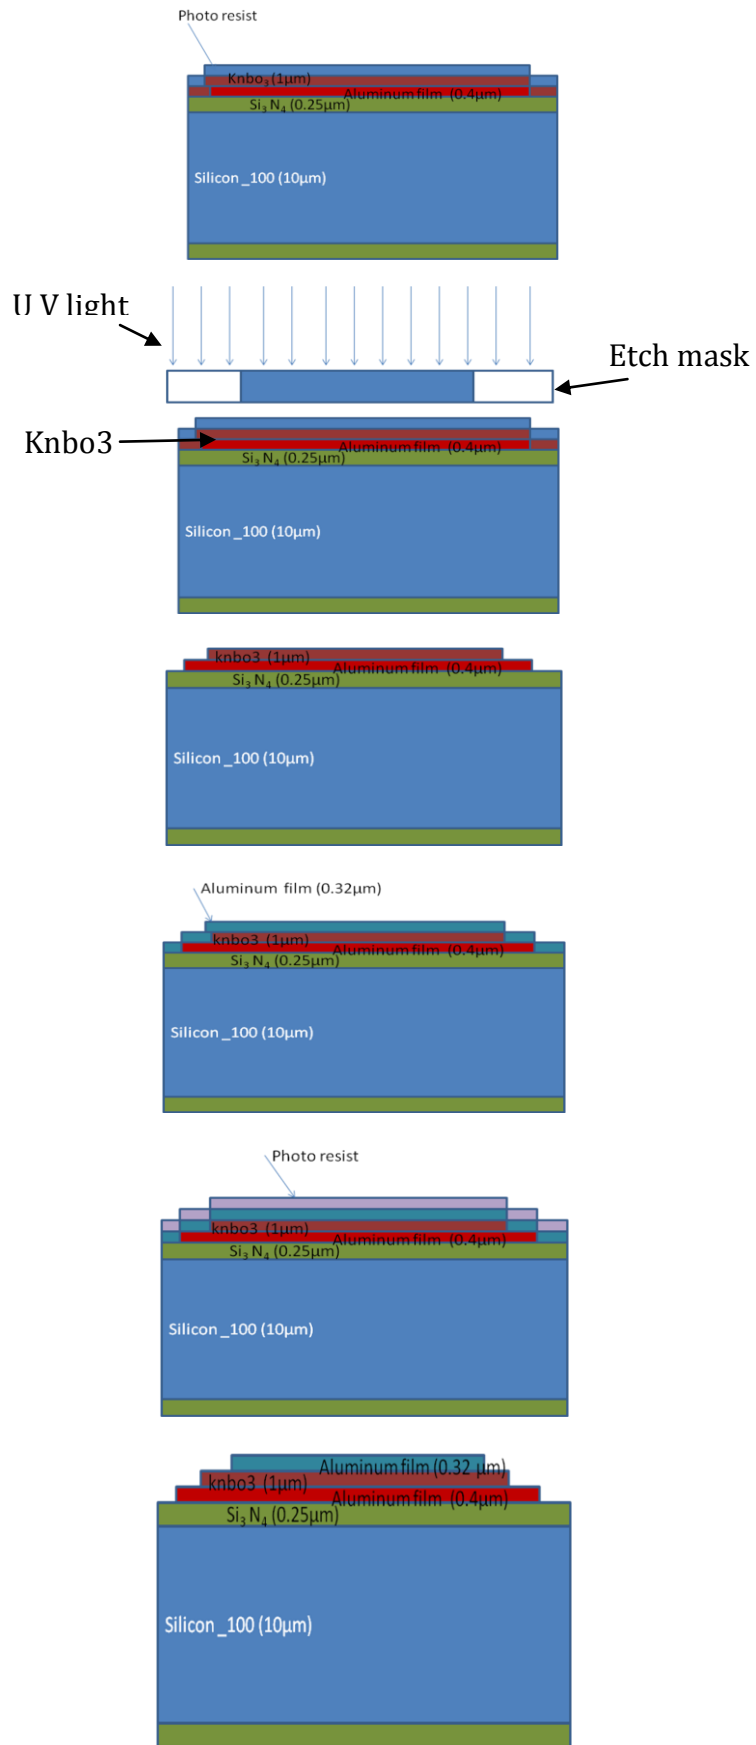 Photo resist
Knbo₃ (1µm)
Aluminum film (0.4µm)
Si₃ N₄ (0.25µm)
Silicon _100 (10µm)
U V light
Etch mask
Knbo3
Aluminum film (0.4µm)
Si₃ N₄ (0.25µm)
Silicon _100 (10µm)
knbo3 (1µm)
Aluminum film (0.4µm)
Si₃ N₄ (0.25µm)
Silicon _100 (10µm)
Aluminum film (0.32µm)
knbo3 (1µm)
Aluminum film (0.4µm)
Si₃ N₄ (0.25µm)
Silicon _100 (10µm)
Photo resist
knbo3 (1µm)
Aluminum film (0.4µm)
Si₃ N₄ (0.25µm)
Silicon _100 (10µm)
Aluminum film (0.32 µm)
knbo3 (1µm)
Aluminum film (0.4µm)
Si₃ N₄ (0.25µm)
Silicon _100 (10µm)